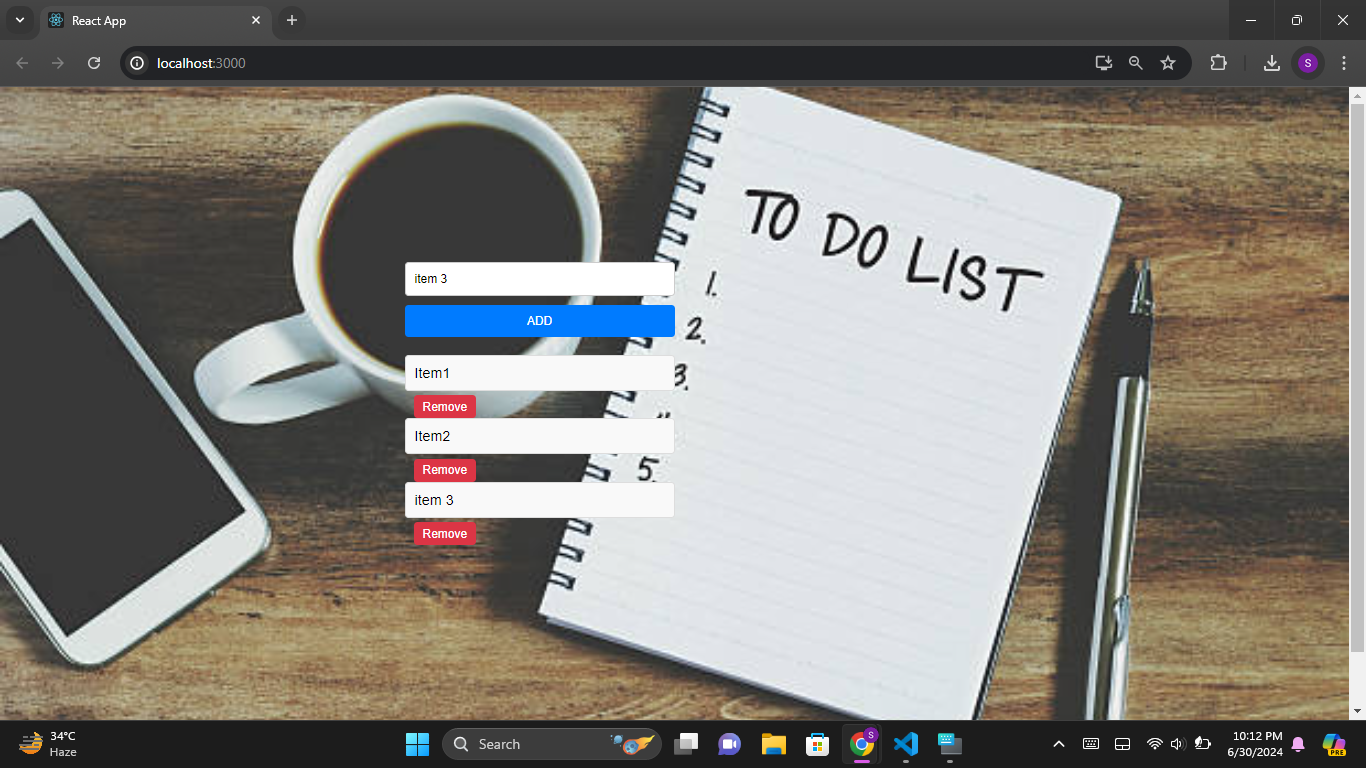 React App
localhost:3000
S
TO DO LIST
1.
2.
3.
5.
item 3
ADD
Item1
Remove
Item2
Remove
item 3
Remove
34°C
Haze
Search
S
10:12 PM
6/30/2024
PRE